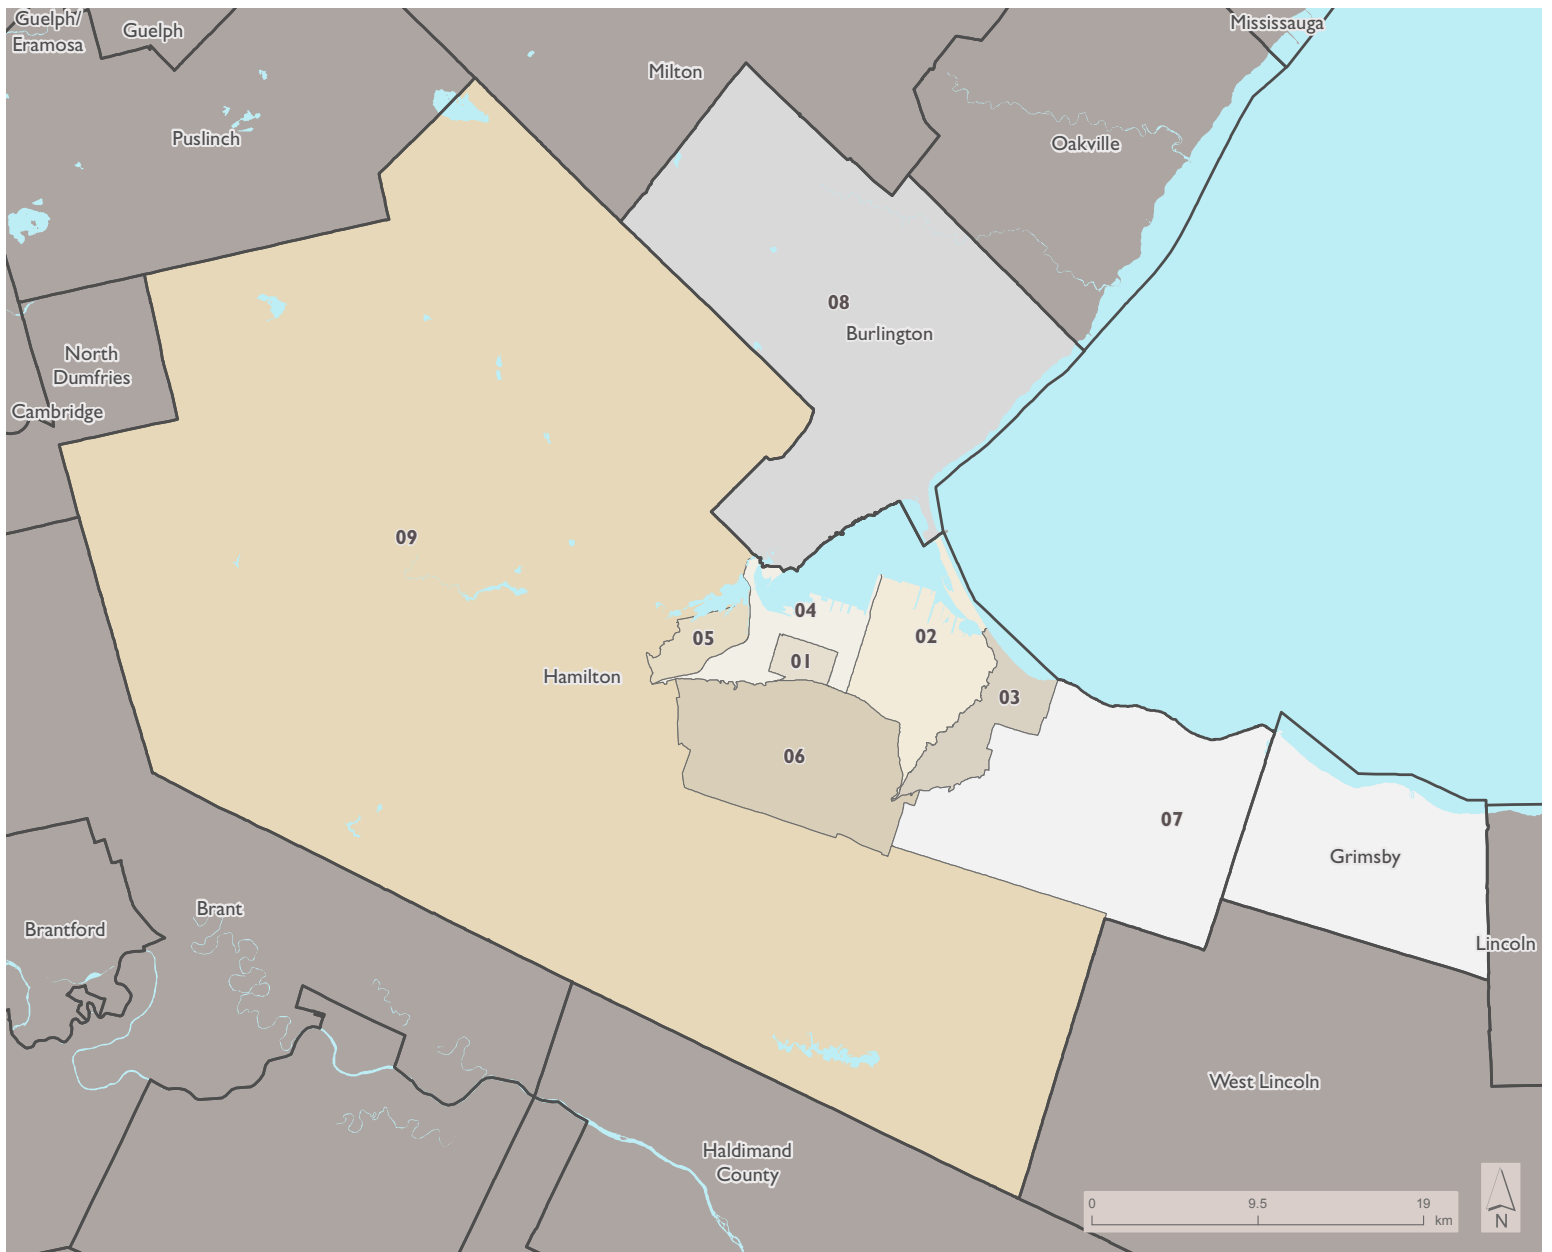 Guelph/
Eramosa
Guelph
Mississauga
Milton
Puslinch
Oakville
08
Burlington
North
Dumfries
Cambridge
09
04
02
05
01
Hamilton
03
06
07
Grimsby
Brant
Brantford
Lincoln
West Lincoln
Haldimand
County
0 9.5 19
km
N